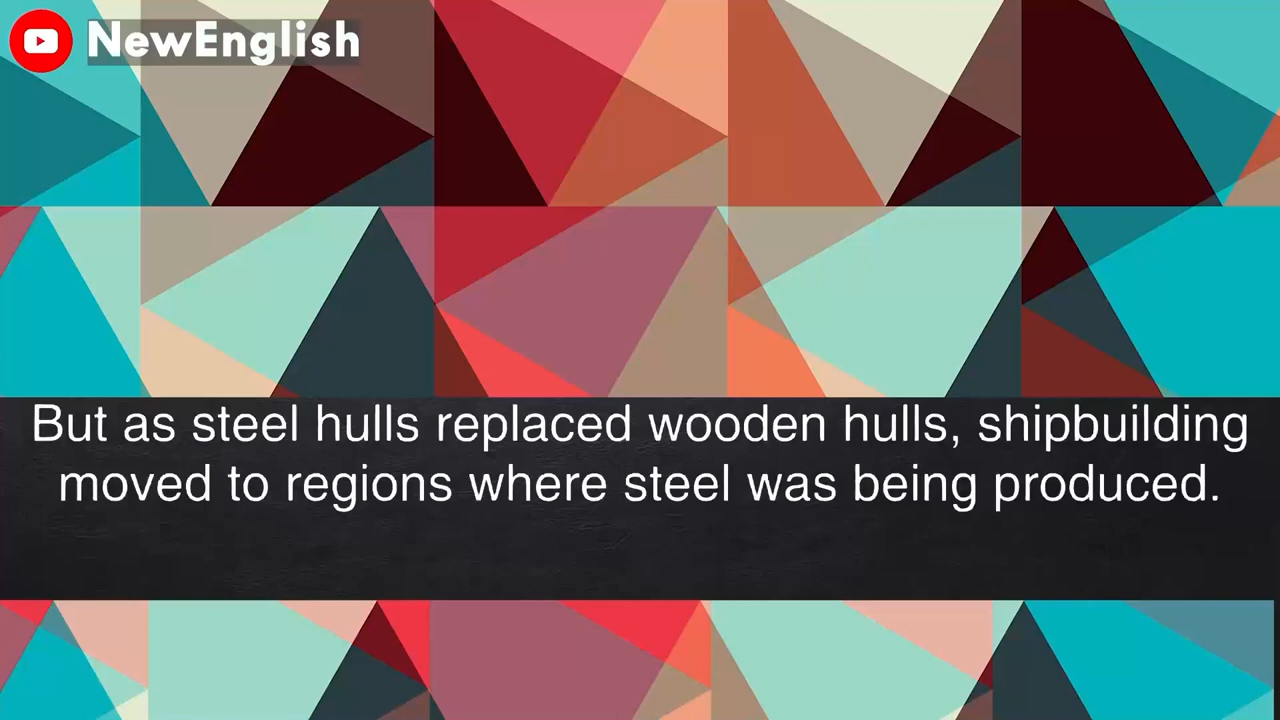 NewEnglish
But as steel hulls replaced wooden hulls, shipbuilding
moved to regions where steel was being produced.